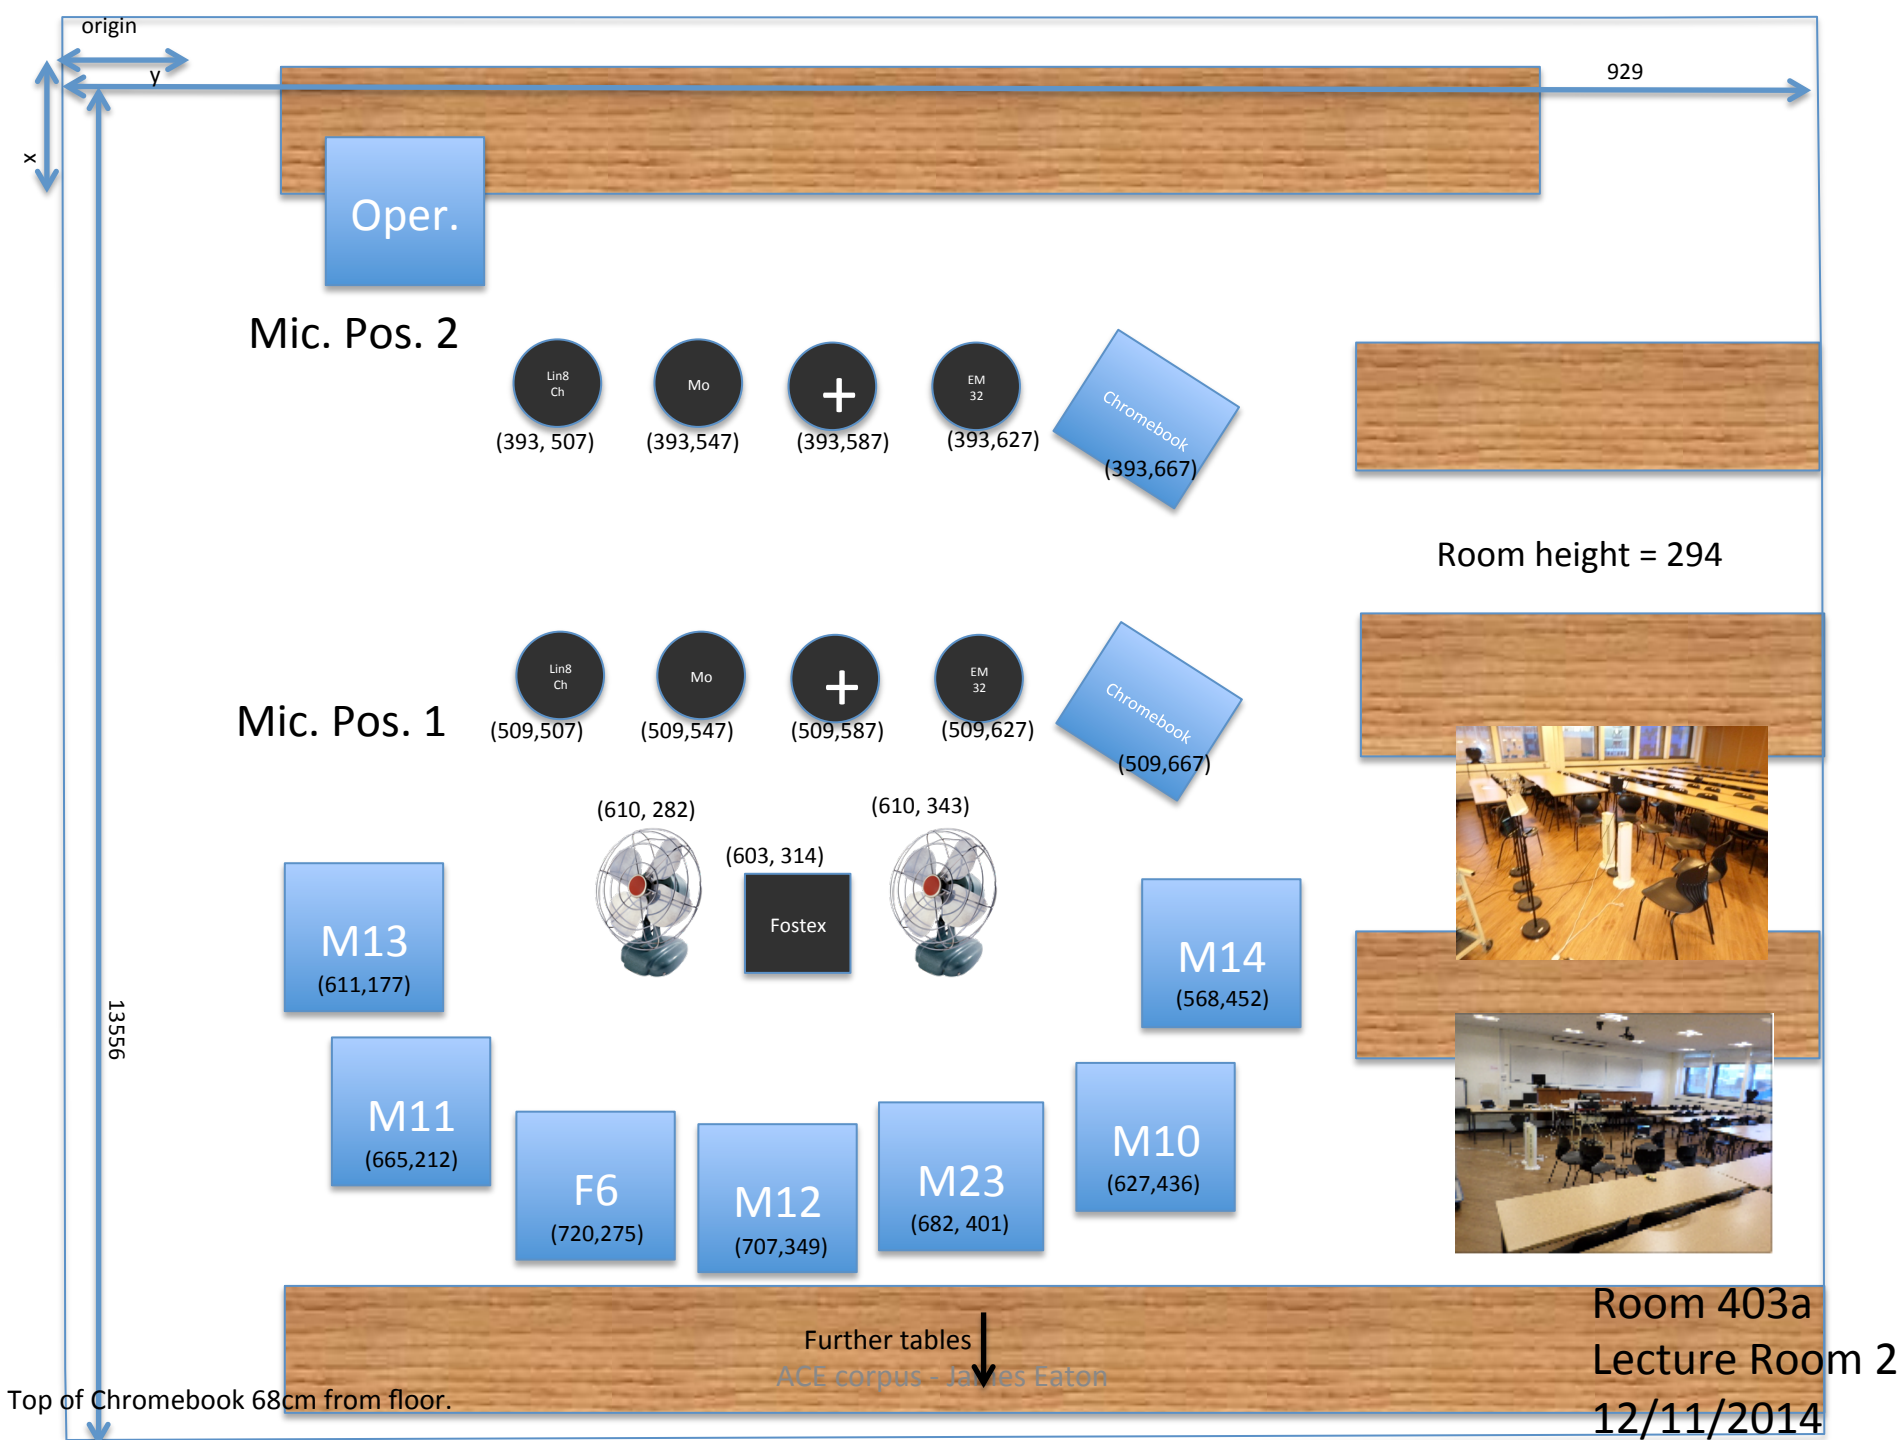 origin
y
929
x
Oper.
Mic. Pos. 2
Lin8
Ch
Mo
+
EM
32
Chromebook
(393, 507)
(393,547)
(393,587)
(393,627)
(393,667)
Room height = 294
Mic. Pos. 1
Lin8
Ch
Mo
+
EM
32
Chromebook
(509,507)
(509,547)
(509,587)
(509,627)
(509,667)
(610, 282)
(603, 314)
(610, 343)
Fostex
M13
(611,177)
M14
(568,452)
13556
M11
(665,212)
F6
(720,275)
M12
(707,349)
M23
(682, 401)
M10
(627,436)
Further tables
ACE corpus - James Eaton
Top of Chromebook 68cm from floor.
Room 403a
Lecture Room 2
12/11/2014